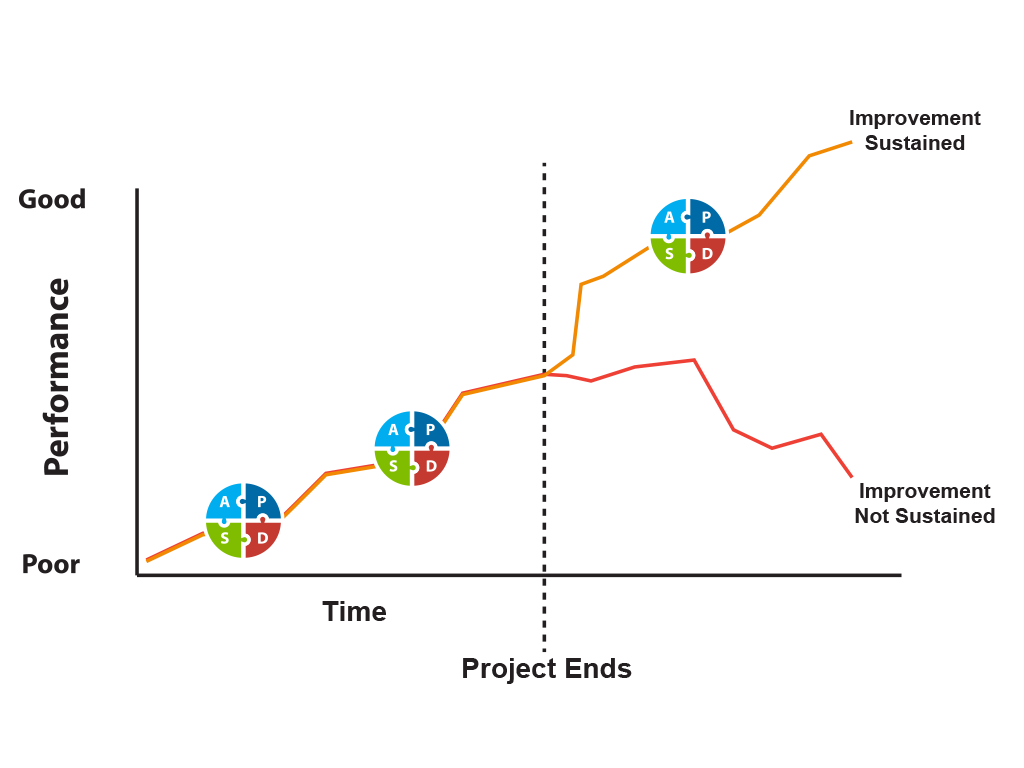 Improvement
Sustained
Good
A P
S D
Performance
A P
S D
A P
S D
Improvement
Not Sustained
Poor
Time
Project Ends